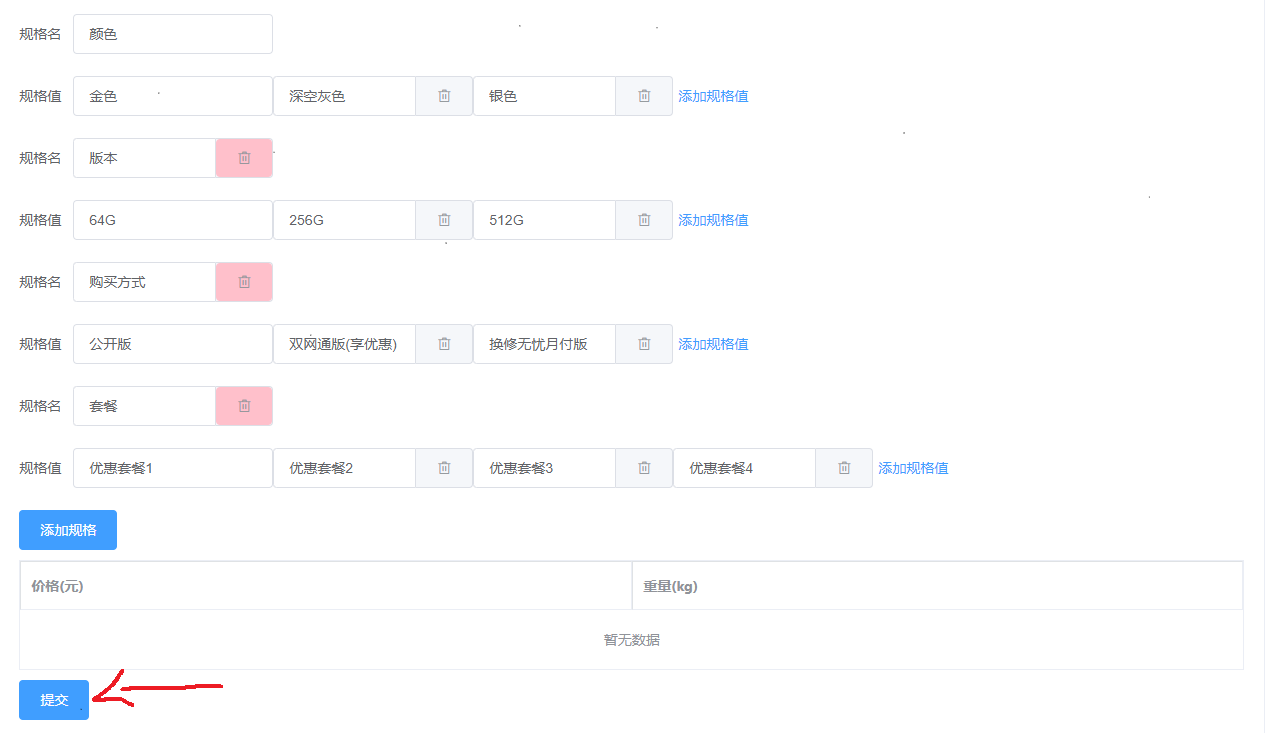 规格名 颜色
规格值 金色 深空灰色 银色 添加规格值
规格名 版本
规格值 64G 256G 512G 添加规格值
规格名 购买方式
规格值 公开版 双网通版(享优惠) 换修无忧月付版 添加规格值
规格名 套餐
规格值 优惠套餐1 优惠套餐2 优惠套餐3 优惠套餐4 添加规格值
添加规格
价格(元) 重量(kg)
暂无数据
提交